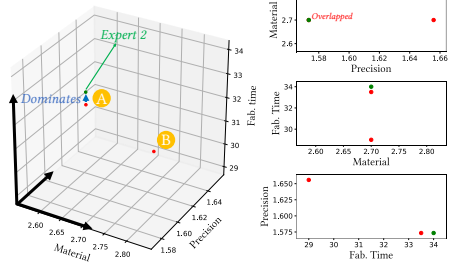 Expert 2
Dominates
A
B
34
33
32
31
30
29
Fab. time
1.64
1.62
1.60
1.58
Precision
2.60
2.65
2.70
2.75
2.80
Material
Material
2.7
2.6
Overlapped
1.58
1.60
1.62
1.64
1.66
Precision
Fab. Time
34
32
30
2.60
2.65
2.70
2.75
2.80
Material
Precision
1.650
1.625
1.600
1.575
29
30
31
32
33
34
Fab. Time